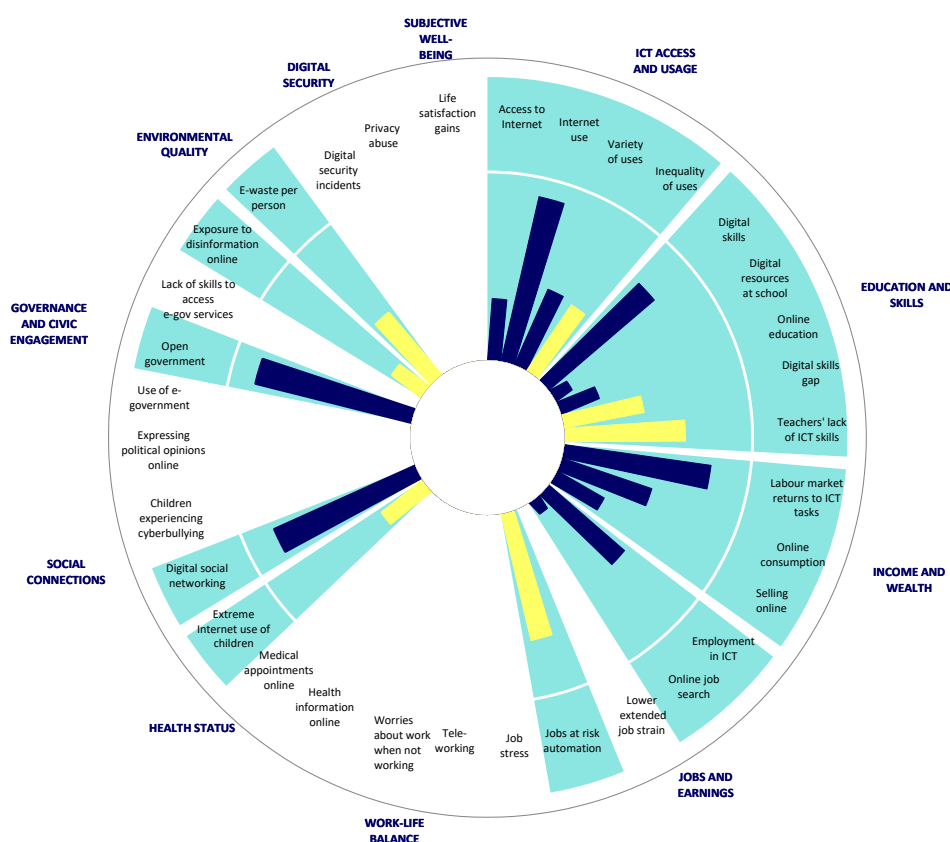 SUBJECTIVE
WELL-
BEING
ICT ACCESS
AND USAGE
DIGITAL
SECURITY
ENVIRONMENTAL
QUALITY
GOVERNANCE
AND CIVIC
ENGAGEMENT
SOCIAL
CONNECTIONS
HEALTH STATUS
WORK-LIFE
BALANCE
JOBS AND
EARNINGS
INCOME AND
WEALTH
EDUCATION AND
SKILLS
Access to
Internet
Internet
use
Variety
of uses
Inequality
of uses
Digital
skills
Digital
resources
at school
Online
education
Digital skills
gap
Teachers' lack
of ICT skills
Labour market
returns to ICT
tasks
Online
consumption
Selling
online
Employment
in ICT
Online job
search
Lower
extended
job strain
Jobs at risk
automation
Job
stress
Tele-
working
Worries
about work
when not
working
Health
information
online
Medical
appointments
online
Extreme
Internet use of
children
Digital social
networking
Children
experiencing
cyberbullying
Expressing
political opinions
online
Use of e-
government
Open
government
Lack of skills to
access
e-gov services
Exposure to
disinformation
online
E-waste per
person
Digital
security
incidents
Privacy
abuse
Life
satisfaction
gains